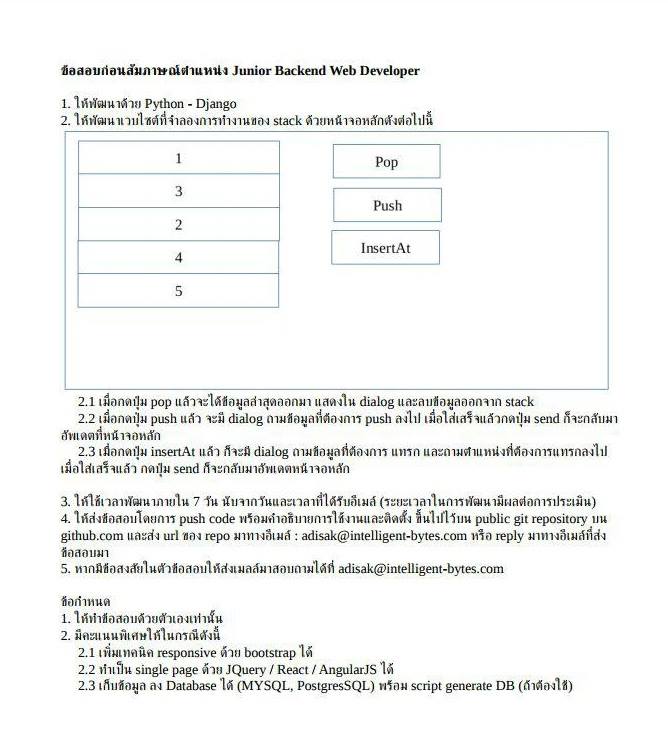 ข้อสอบก่อนสัมภาษณ์ตำแหน่ง Junior Backend Web Developer
1. ให้พัฒนาด้วย Python - Django
2. ให้พัฒนาเวบไซต์ที่จำลองการทำงานของ stack ด้วยหน้าจอหลักดังต่อไปนี้
1
3
2
4
5
Pop
Push
InsertAt
2.1 เมื่อกดปุ่ม pop แล้วจะได้ข้อมูลล่าสุดออกมา แสดงใน dialog และลบข้อมูลออกจาก stack
2.2 เมื่อกดปุ่ม push แล้ว จะมี dialog ถามข้อมูลที่ต้องการ push ลงไป เมื่อใส่เสร็จแล้วกดปุ่ม send ก็จะกลับมา
อัพเดตที่หน้าจอหลัก
2.3 เมื่อกดปุ่ม insertAt แล้ว ก็จะมี dialog ถามข้อมูลที่ต้องการ แทรก และถามตำแหน่งที่ต้องการแทรกลงไป
เมื่อใส่เสร็จแล้ว กดปุ่ม send ก็จะกลับมาอัพเดตหน้าจอหลัก
3. ให้ใช้เวลาพัฒนาภายใน 7 วัน นับจากวันและเวลาที่ได้รับอีเมล์ (ระยะเวลาในการพัฒนามีผลต่อการประเมิน)
4. ให้ส่งข้อสอบโดยการ push code พร้อมคำอธิบายการใช้งานและติดตั้ง ขึ้นไปไว้บน public git repository บน
github.com และส่ง url ของ repo มาทางอีเมล์ : adisak@intelligent-bytes.com หรือ reply มาทางอีเมล์ที่ส่ง
ข้อสอบมา
5. หากมีข้อสงสัยในตัวข้อสอบให้ส่งเมลล์มาสอบถามได้ที่ adisak@intelligent-bytes.com
ข้อกำหนด
1. ให้ทำข้อสอบด้วยตัวเองเท่านั้น
2. มีคะแนนพิเศษให้ในกรณีดังนี้
2.1 เพิ่มเทคนิค responsive ด้วย bootstrap ได้
2.2 ทำเป็น single page ด้วย JQuery / React / AngularJS ได้
2.3 เก็บข้อมูล ลง Database ได้ (MYSQL, PostgresSQL) พร้อม script generate DB (ถ้าต้องใช้)